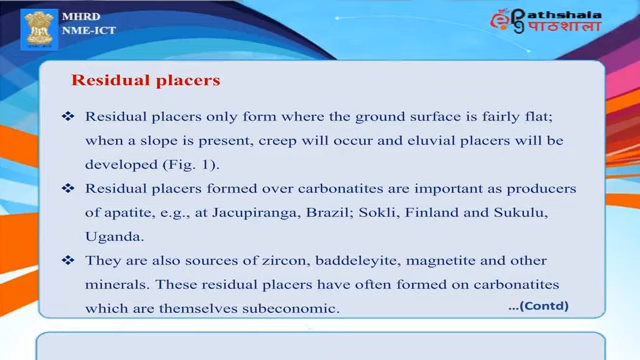 MHRD
NME-ICT
Pathshala
पाठशाला
Residual placers
❖ Residual placers only form where the ground surface is fairly flat;
when a slope is present, creep will occur and eluvial placers will be
developed (Fig. 1).
❖ Residual placers formed over carbonatites are important as producers
of apatite, e.g., at Jacupiranga, Brazil; Sokli, Finland and Sukulu,
Uganda.
❖ They are also sources of zircon, baddeleyite, magnetite and other
minerals. These residual placers have often formed on carbonatites
which are themselves subeconomic.
...(Contd)